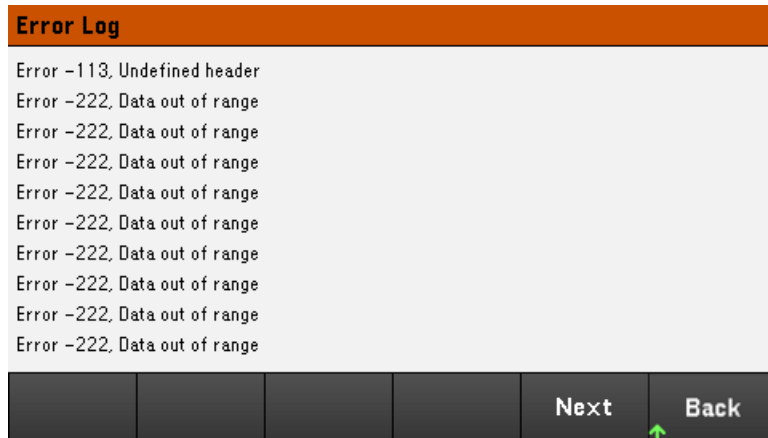 Error Log
Error -113, Undefined header
Error -222, Data out of range
Error -222, Data out of range
Error -222, Data out of range
Error -222, Data out of range
Error -222, Data out of range
Error -222, Data out of range
Error -222, Data out of range
Error -222, Data out of range
Error -222, Data out of range
Next Back